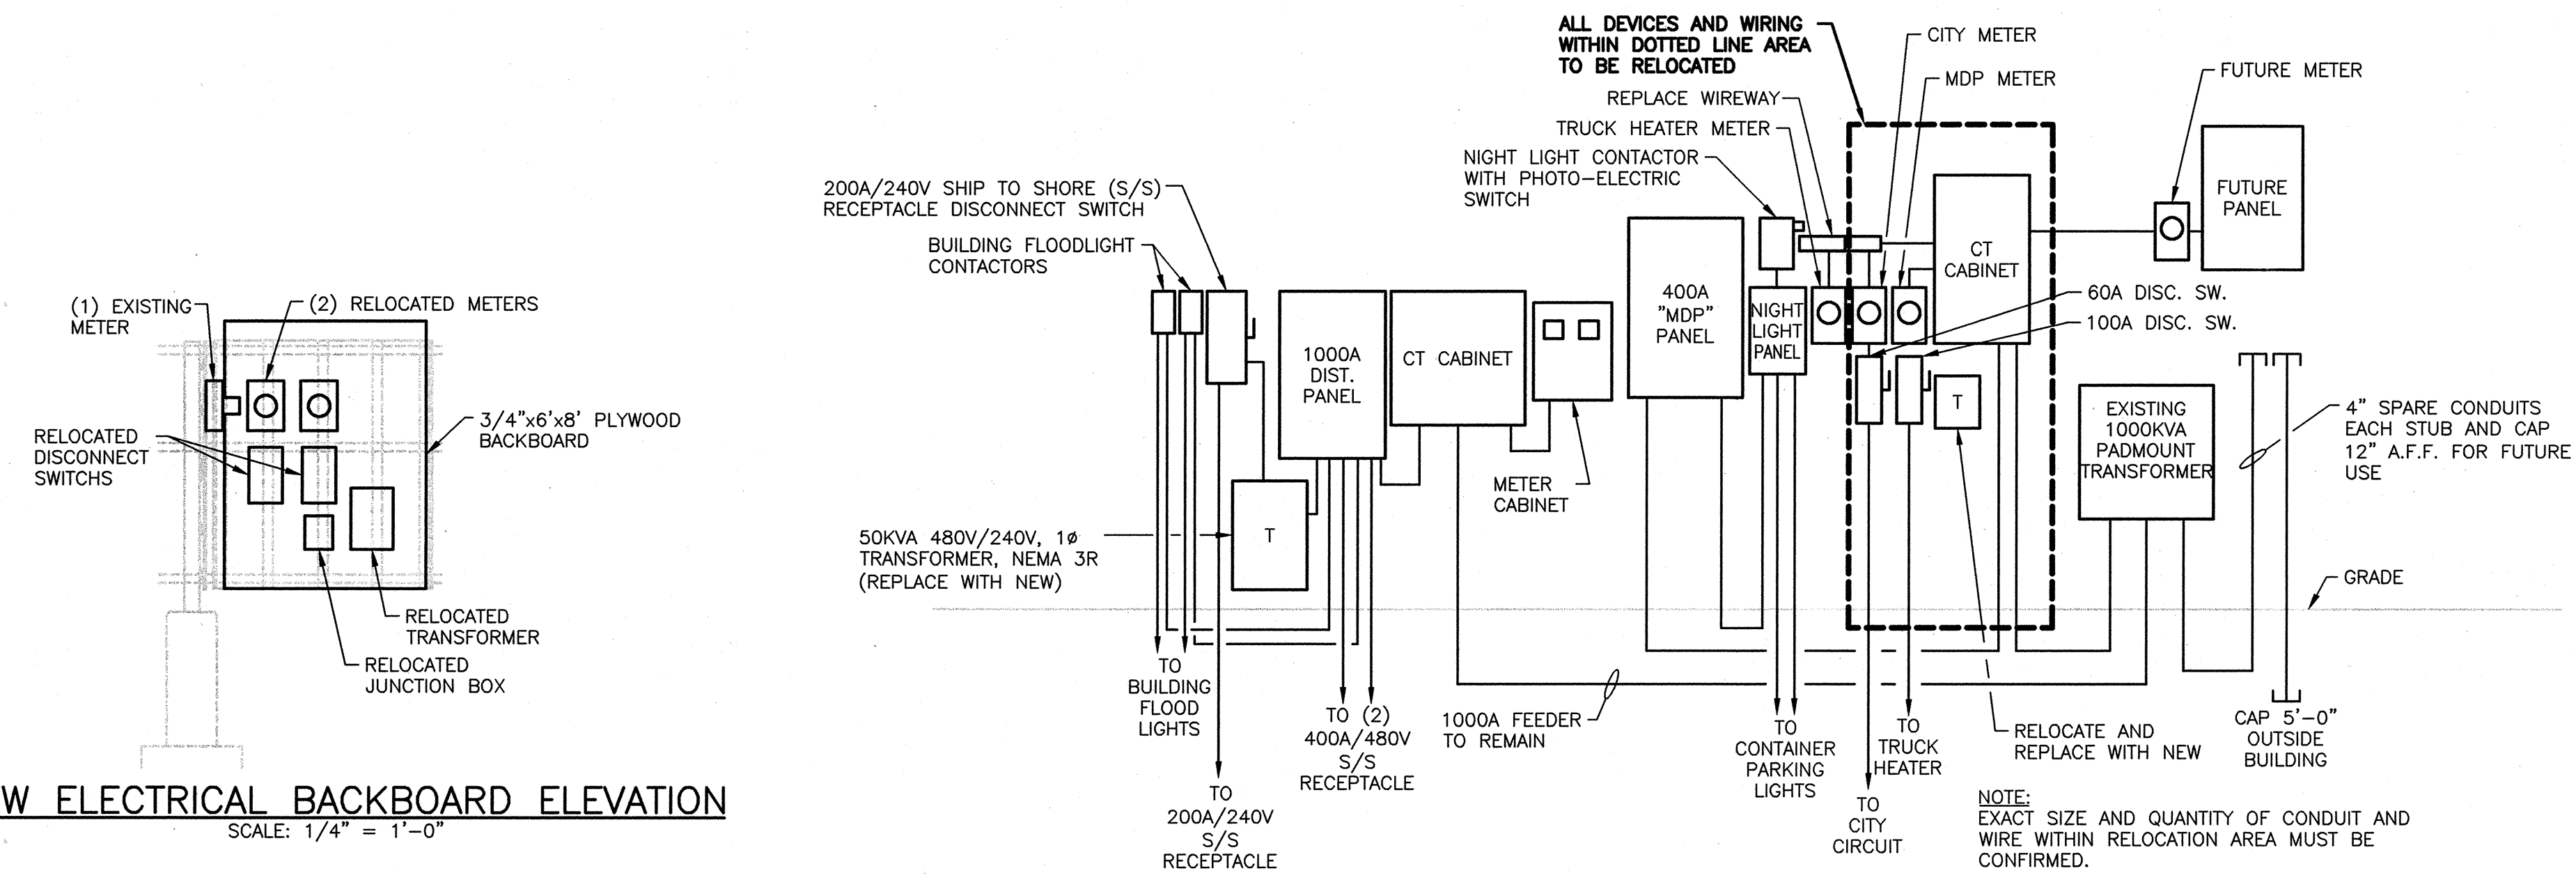 (1) EXISTING
METER
(2) RELOCATED METERS
RELOCATED
DISCONNECT
SWITCHS
3/4"x6'x8' PLYWOOD
BACKBOARD
RELOCATED
TRANSFORMER
RELOCATED
JUNCTION BOX
W ELECTRICAL BACKBOARD ELEVATION
SCALE: 1/4" = 1'-0"
ALL DEVICES AND WIRING
WITHIN DOTTED LINE AREA
TO BE RELOCATED
CITY METER
MDP METER
FUTURE METER
REPLACE WIREWAY
TRUCK HEATER METER
NIGHT LIGHT CONTACTOR
WITH PHOTO-ELECTRIC
SWITCH
200A/240V SHIP TO SHORE (S/S)
RECEPTACLE DISCONNECT SWITCH
BUILDING FLOODLIGHT
CONTACTORS
FUTURE
PANEL
CT
CABINET
60A DISC. SW.
100A DISC. SW.
400A
"MDP"
PANEL
NIGHT
LIGHT
PANEL
1000A
DIST.
PANEL
CT CABINET
METER
CABINET
T
EXISTING
1000KVA
PADMOUNT
TRANSFORMER
4" SPARE CONDUITS
EACH STUB AND CAP
12" A.F.F. FOR FUTURE
USE
50KVA 480V/240V, 1ø
TRANSFORMER, NEMA 3R
(REPLACE WITH NEW)
T
GRADE
TO
BUILDING
FLOOD
LIGHTS
TO
200A/240V
S/S
RECEPTACLE
TO (2)
400A/480V
S/S
RECEPTACLE
1000A FEEDER
TO REMAIN
TO
CONTAINER
PARKING
LIGHTS
TO
CITY
CIRCUIT
TO
TRUCK
HEATER
RELOCATE AND
REPLACE WITH NEW
CAP 5'-0"
OUTSIDE
BUILDING
NOTE:
EXACT SIZE AND QUANTITY OF CONDUIT AND
WIRE WITHIN RELOCATION AREA MUST BE
CONFIRMED.